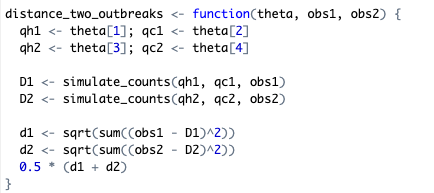 distance_two_outbreaks <- function(theta, obs1, obs2) {
  qh1 <- theta[1]; qc1 <- theta[2]
  qh2 <- theta[3]; qc2 <- theta[4]

  D1 <- simulate_counts(qh1, qc1, obs1)
  D2 <- simulate_counts(qh2, qc2, obs2)

  d1 <- sqrt(sum((obs1 - D1)^2))
  d2 <- sqrt(sum((obs2 - D2)^2))
  0.5 * (d1 + d2)
}